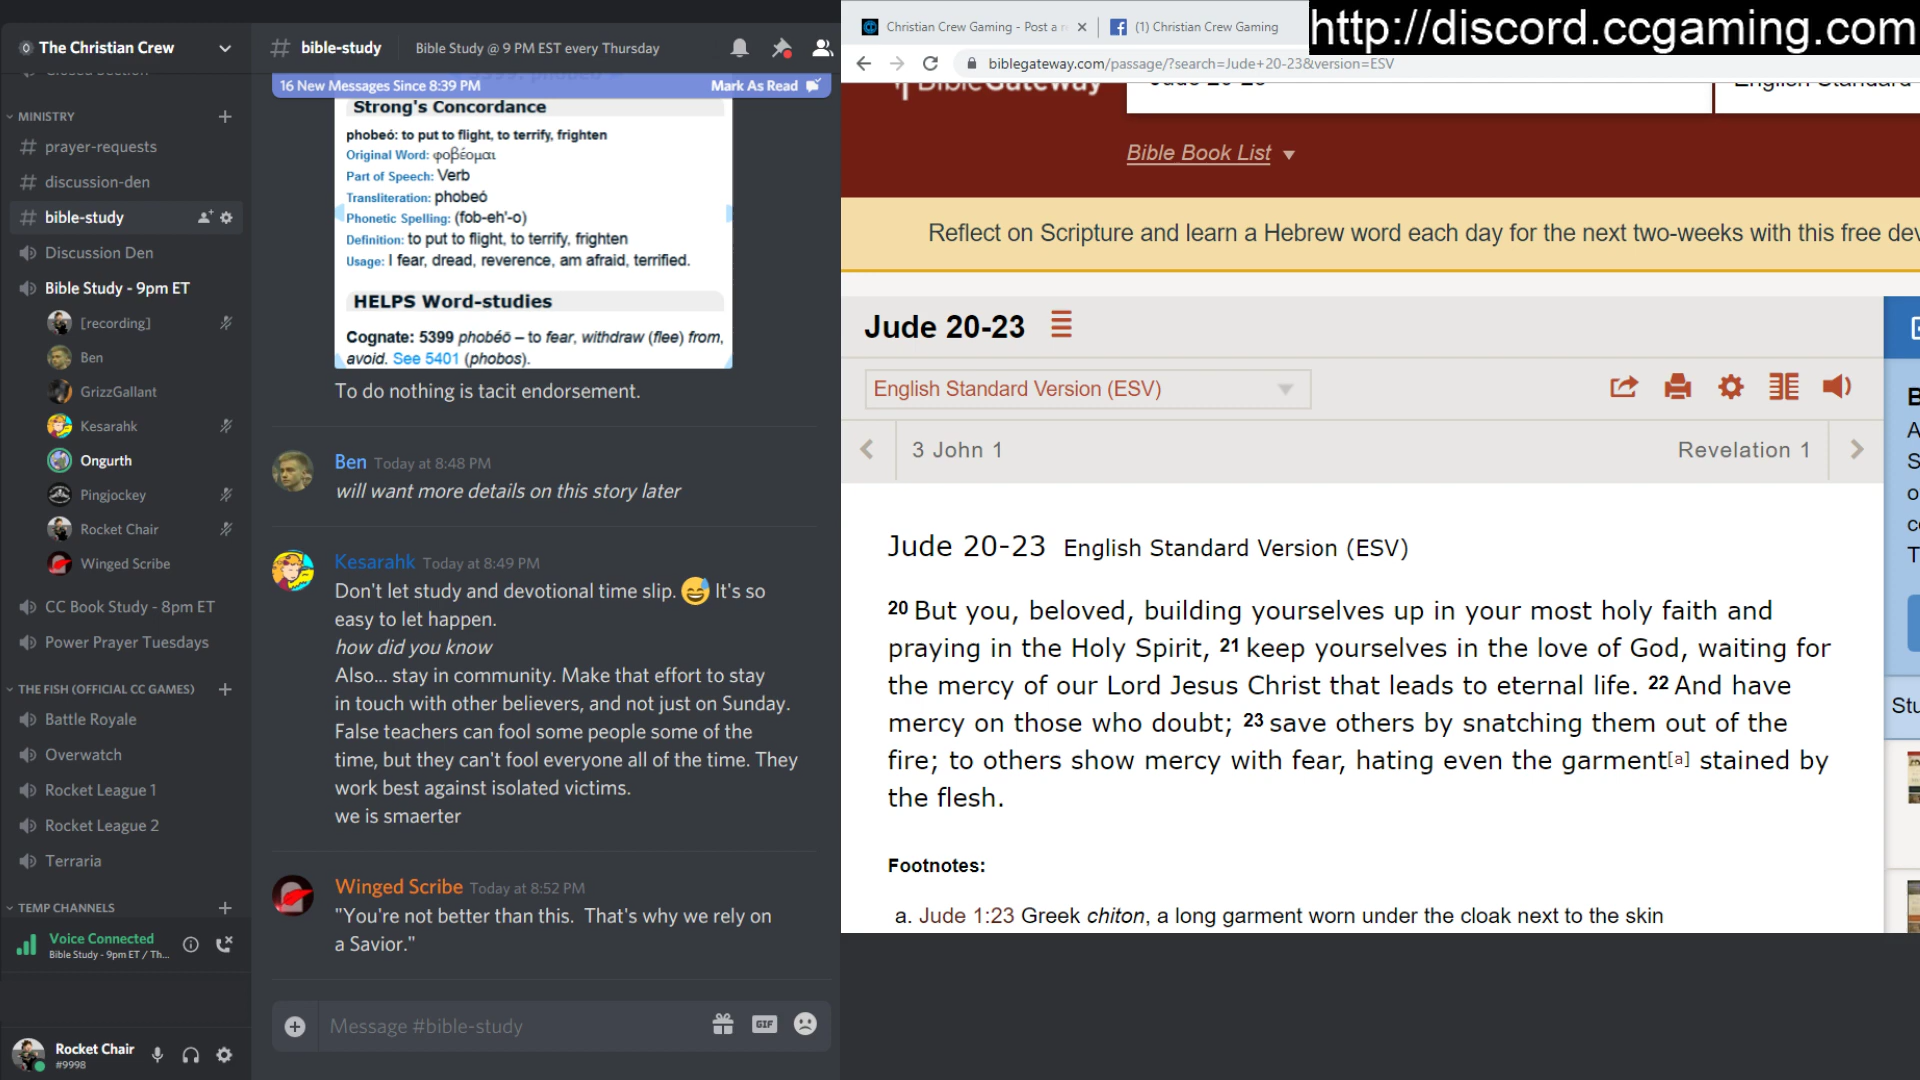 The Christian Crew
MINISTRY
prayer-requests
discussion-den
bible-study
Discussion Den
Bible Study - 9pm ET
[recording]
Ben
GrizzGallant
Kesarahk
Ongurth
Pingjockey
Rocket Chair
Winged Scribe
CC Book Study - 8pm ET
Power Prayer Tuesdays
THE FISH (OFFICIAL CC GAMES)
Battle Royale
Overwatch
Rocket League 1
Rocket League 2
Terraria
TEMP CHANNELS
Voice Connected
Bible Study - 9pm ET / Th...
Rocket Chair
#9998
# bible-study
Bible Study @ 9 PM EST every Thursday
16 New Messages Since 8:39 PM
Mark As Read
Strong's Concordance
phobeó: to put to flight, to terrify, frighten
Original Word: φοβέομαι
Part of Speech: Verb
Transliteration: phobeó
Phonetic Spelling: (fob-eh'-o)
Definition: to put to flight, to terrify, frighten
Usage: I fear, dread, reverence, am afraid, terrified.
HELPS Word-studies
Cognate: 5399 phobéō – to fear, withdraw (flee) from,
avoid. See 5401 (phobos).
To do nothing is tacit endorsement.
Ben Today at 8:48 PM
will want more details on this story later
Kesarahk Today at 8:49 PM
Don't let study and devotional time slip. 😅 It's so
easy to let happen.
how did you know
Also... stay in community. Make that effort to stay
in touch with other believers, and not just on Sunday.
False teachers can fool some people some of the
time, but they can't fool everyone all of the time. They
work best against isolated victims.
we is smaerter
Winged Scribe Today at 8:52 PM
"You're not better than this. That's why we rely on
a Savior."
Message #bible-study
GIF
Christian Crew Gaming - Post a
(1) Christian Crew Gaming
http://discord.ccgaming.com
biblegateway.com/passage/?search=Jude+20-23&version=ESV
BibleGateway
English Standard
Bible Book List
Reflect on Scripture and learn a Hebrew word each day for the next two-weeks with this free
Jude 20-23
English Standard Version (ESV)
3 John 1
Revelation 1
Jude 20-23 English Standard Version (ESV)
20 But you, beloved, building yourselves up in your most holy faith and
praying in the Holy Spirit, 21 keep yourselves in the love of God, waiting for
the mercy of our Lord Jesus Christ that leads to eternal life. 22 And have
mercy on those who doubt; 23 save others by snatching them out of the
fire; to others show mercy with fear, hating even the garment[a] stained by
the flesh.
Footnotes:
a. Jude 1:23 Greek chiton, a long garment worn under the cloak next to the skin